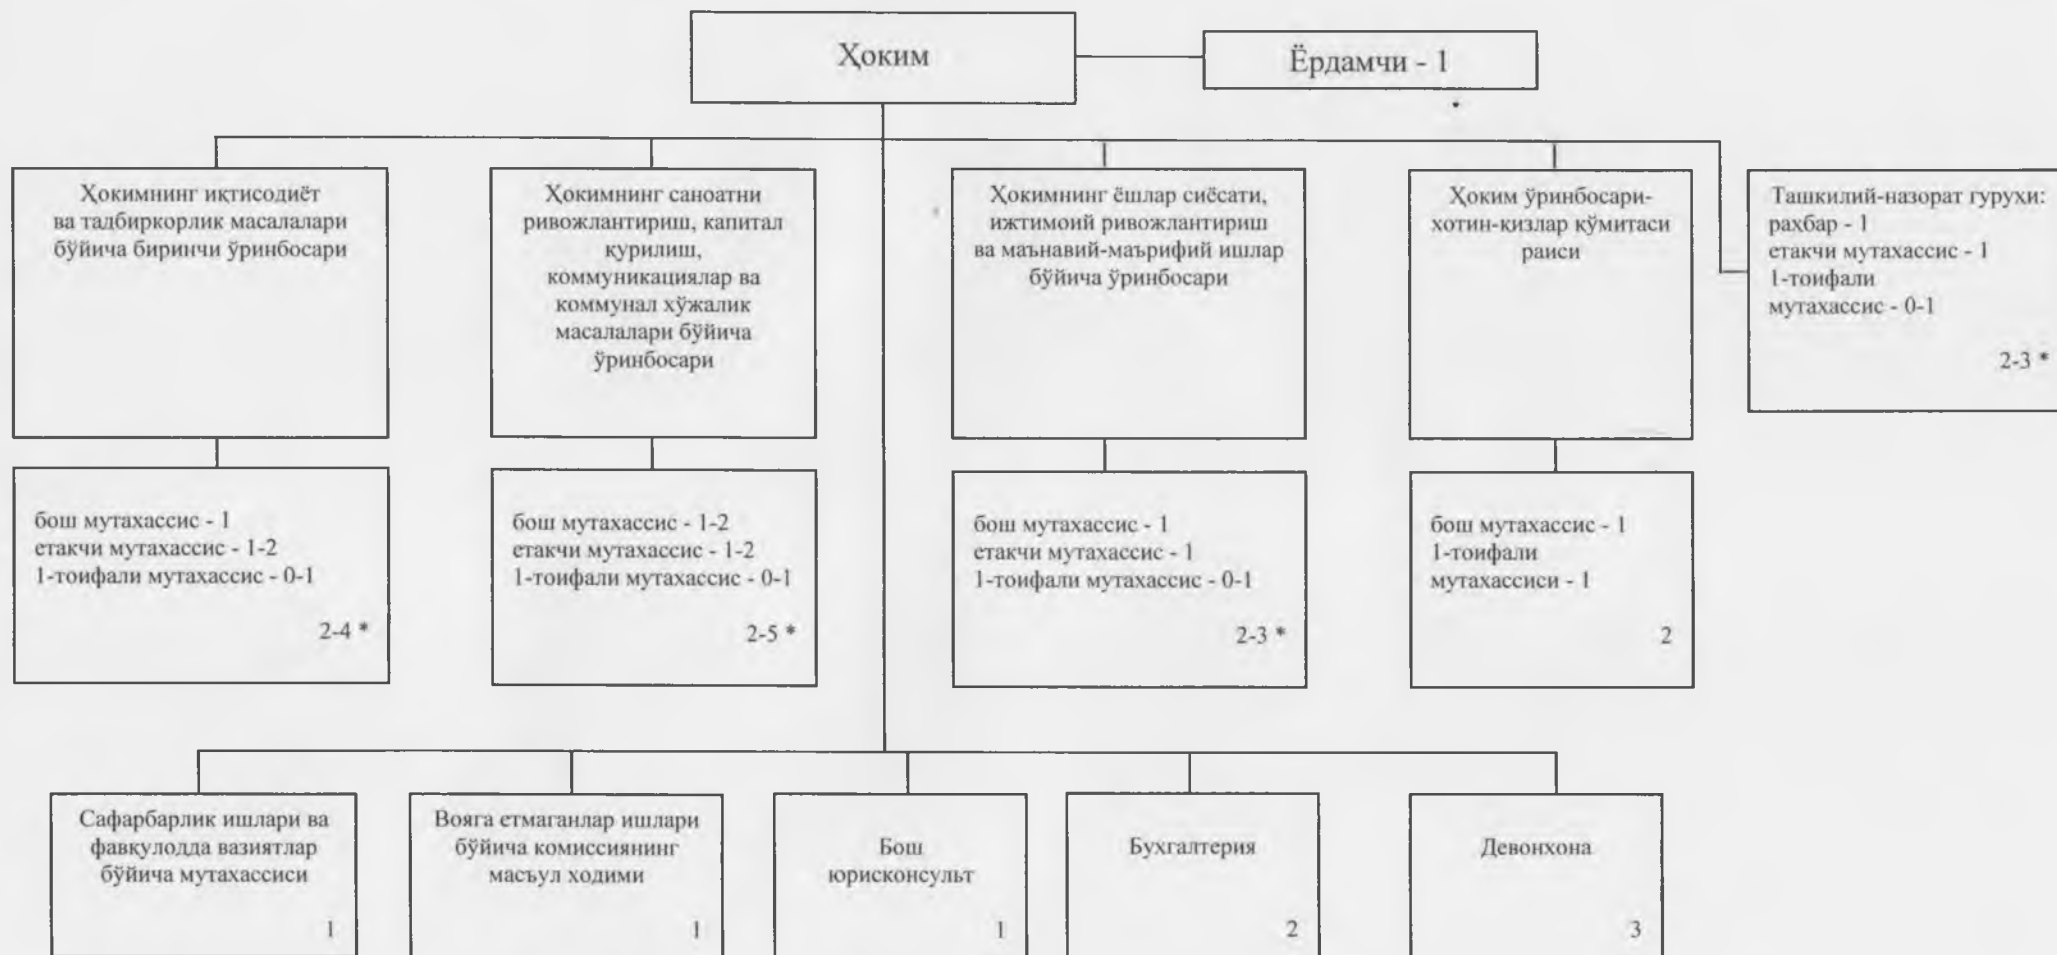 Ҳоким
Ёрдамчи - 1
Ҳокимнинг иқтисодиёт
ва тадбиркорлик масалалари
бўйича биринчи ўринбосари
Ҳокимнинг саноатни
ривожлантириш, капитал
қурилиш,
коммуникациялар ва
коммунал хўжалик
масалалари бўйича
ўринбосари
Ҳокимнинг ёшлар сиёсати,
ижтимоий ривожлантириш
ва маънавий-маърифий ишлар
бўйича ўринбосари
Ҳоким ўринбосари-
хотин-қизлар қўмитаси
раиси
Ташкилий-назорат гурухи:
рахбар - 1
етакчи мутахассис - 1
1-тоифали
мутахассис - 0-1
2-3 *
бош мутахассис - 1
етакчи мутахассис - 1-2
1-тоифали мутахассис - 0-1
2-4 *
бош мутахассис - 1-2
етакчи мутахассис - 1-2
1-тоифали мутахассис - 0-1
2-5 *
бош мутахассис - 1
етакчи мутахассис - 1
1-тоифали мутахассис - 0-1
2-3 *
бош мутахассис - 1
1-тоифали
мутахассиси - 1
2
Сафарбарлик ишлари ва
фавқулодда вазиятлар
бўйича мутахассиси
1
Вояга етмаганлар ишлари
бўйича комиссиянинг
масъул ходими
1
Бош
юрисконсульт
1
Бухгалтерия
2
Девонхона
3